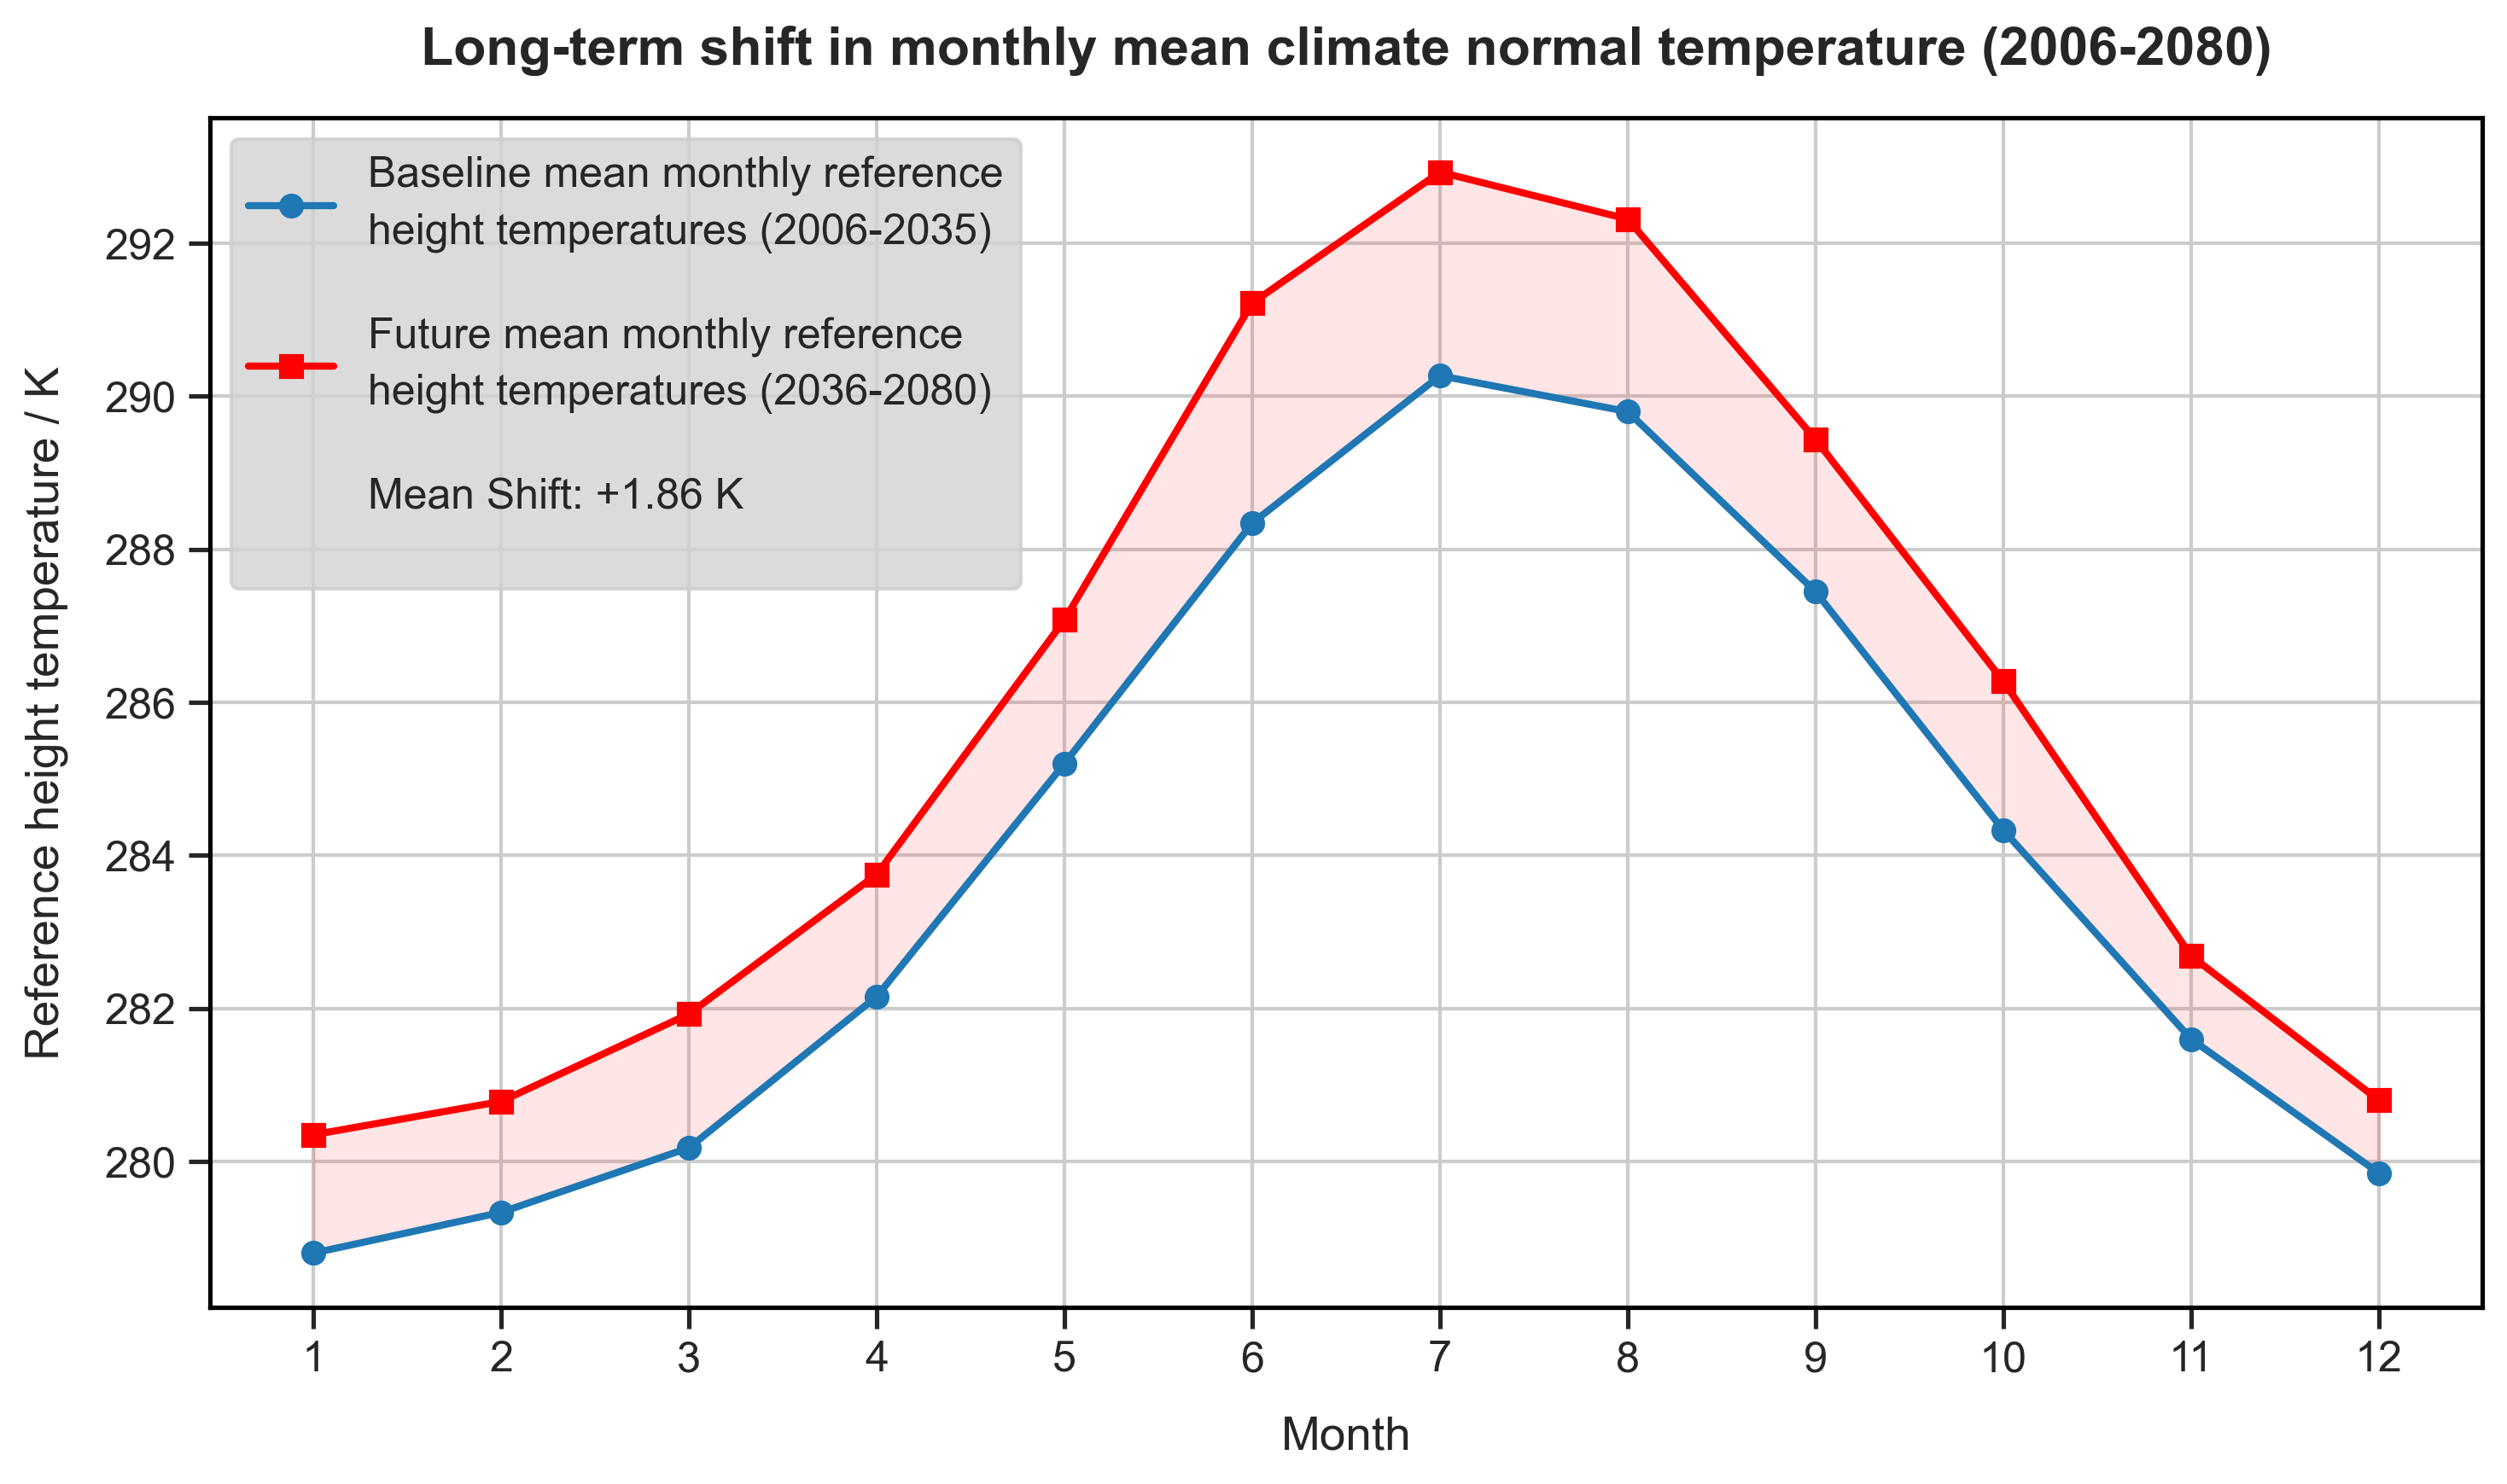 Long-term shift in monthly mean climate normal temperature (2006-2080)
Baseline mean monthly reference
height temperatures (2006-2035)
Future mean monthly reference
height temperatures (2036-2080)
Mean Shift: +1.86 K
Reference height temperature / K
292
290
288
286
284
282
280
1 2 3 4 5 6 7 8 9 10 11 12
Month